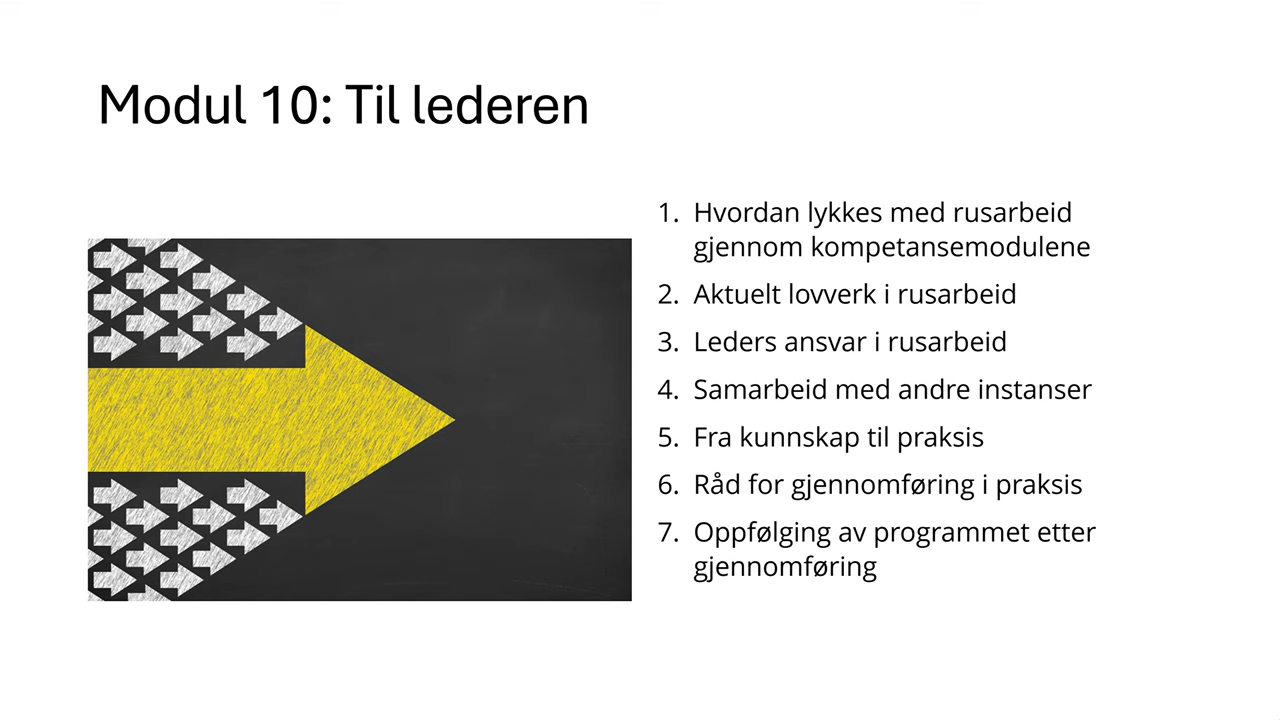 Modul 10: Til lederen
1. Hvordan lykkes med rusarbeid
gjennom kompetansemodulene
2. Aktuelt lovverk i rusarbeid
3. Leders ansvar i rusarbeid
4. Samarbeid med andre instanser
5. Fra kunnskap til praksis
6. Råd for gjennomføring i praksis
7. Oppfølging av programmet etter
gjennomføring